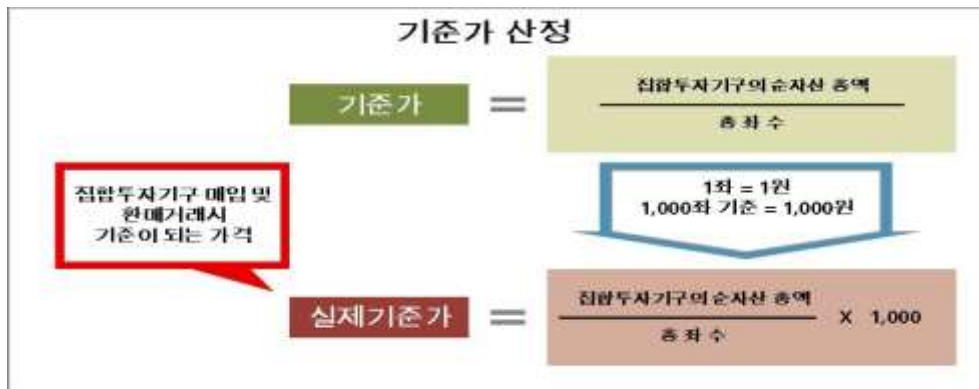 기준가 산정
기준가 =
집합투자기구의 순자산 총액
총 좌 수
집합투자기구 매입 및
환매거래시
기준이 되는 가격
1좌 = 1원
1,000좌 기준 = 1,000원
실제기준가 =
집합투자기구의 순자산 총액
총 좌 수
X 1,000